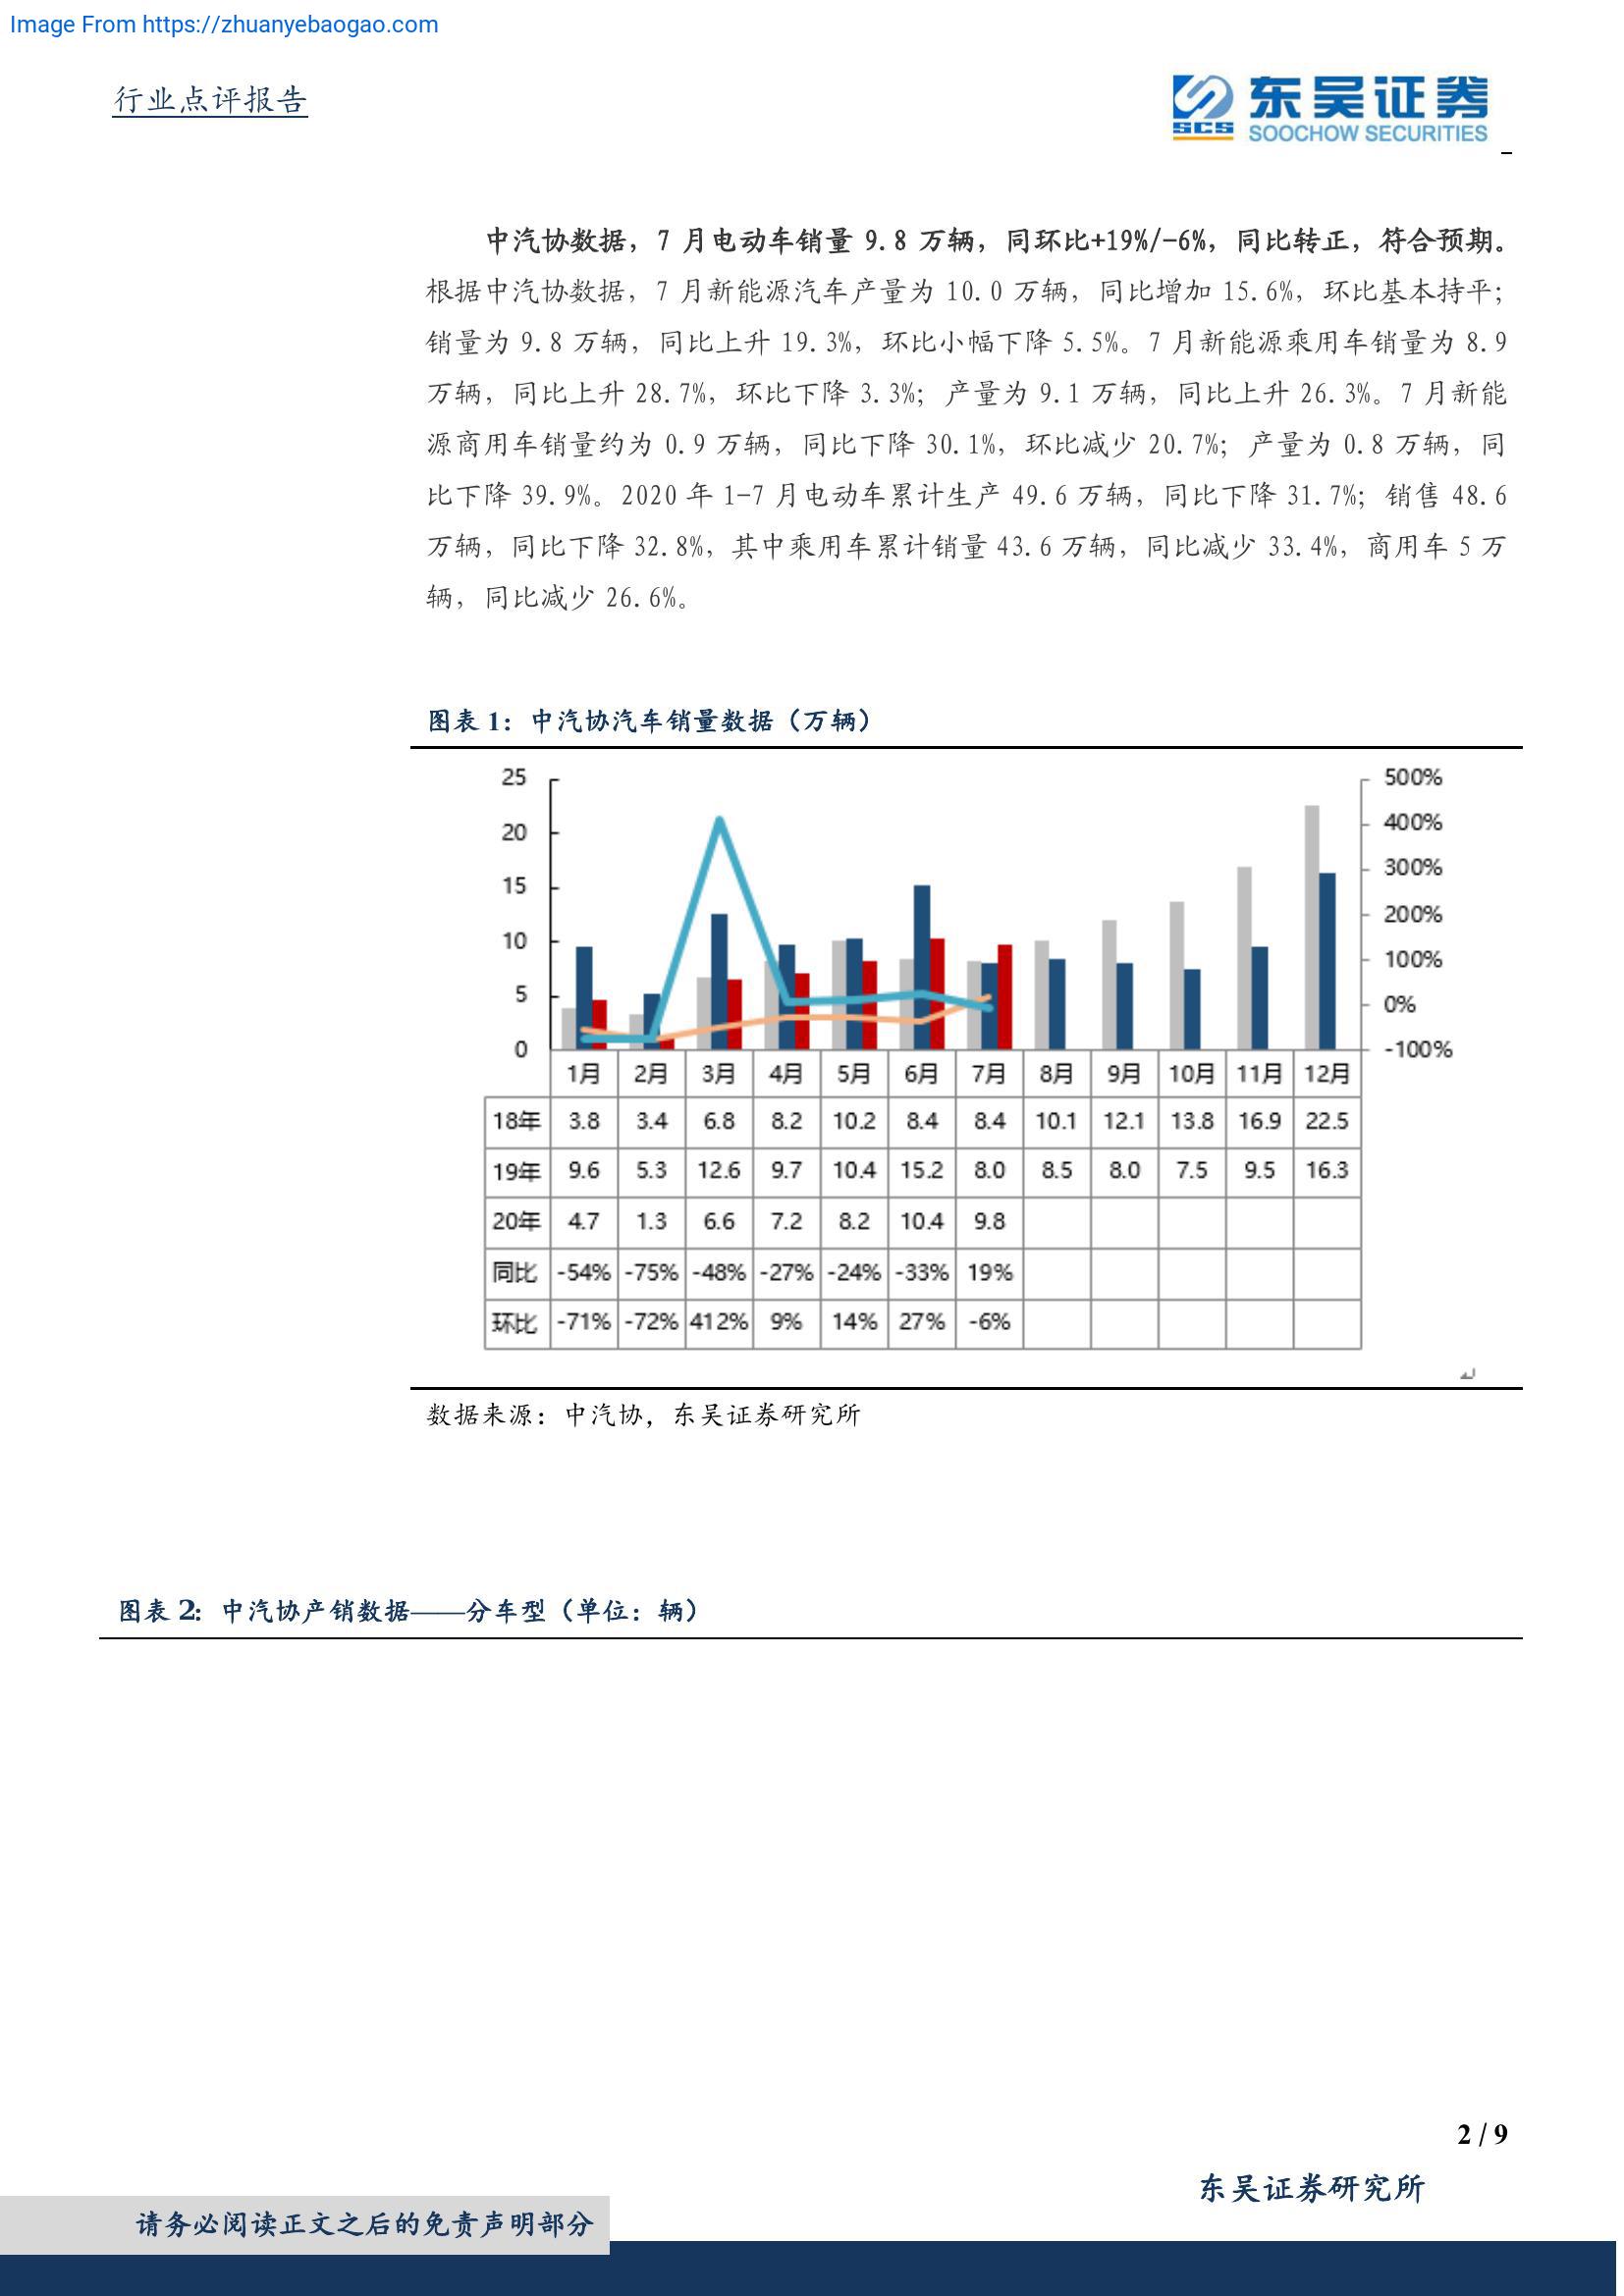 Image From https://zhuanyebaogao.com
行业点评报告
SCS
东吴证券
SOOCHOW SECURITIES
中汽协数据，7 月电动车销量 9.8 万辆，同环比+19%/-6%，同比转正，符合预期。
根据中汽协数据，7 月新能源汽车产量为 10.0 万辆，同比增加 15.6%，环比基本持平；
销量为 9.8 万辆，同比上升 19.3%，环比小幅下降 5.5%。7 月新能源乘用车销量为 8.9
万辆，同比上升 28.7%，环比下降 3.3%；产量为 9.1 万辆，同比上升 26.3%。7 月新能
源商用车销量约为 0.9 万辆，同比下降 30.1%，环比减少 20.7%；产量为 0.8 万辆，同
比下降 39.9%。2020 年 1-7 月电动车累计生产 49.6 万辆，同比下降 31.7%；销售 48.6
万辆，同比下降 32.8%，其中乘用车累计销量 43.6 万辆，同比减少 33.4%，商用车 5 万
辆，同比减少 26.6%。
图表 1：中汽协汽车销量数据（万辆）
25 500%
20 400%
15 300%
10 200%
5 100%
0 0%
-100%
1月 2月 3月 4月 5月 6月 7月 8月 9月 10月 11月 12月
18年 3.8 3.4 6.8 8.2 10.2 8.4 8.4 10.1 12.1 13.8 16.9 22.5
19年 9.6 5.3 12.6 9.7 10.4 15.2 8.0 8.5 8.0 7.5 9.5 16.3
20年 4.7 1.3 6.6 7.2 8.2 10.4 9.8
同比 -54% -75% -48% -27% -24% -33% 19%
环比 -71% -72% 412% 9% 14% 27% -6%
数据来源：中汽协，东吴证券研究所
图表 2：中汽协产销数据——分车型（单位：辆）
2 / 9
东吴证券研究所
请务必阅读正文之后的免责声明部分